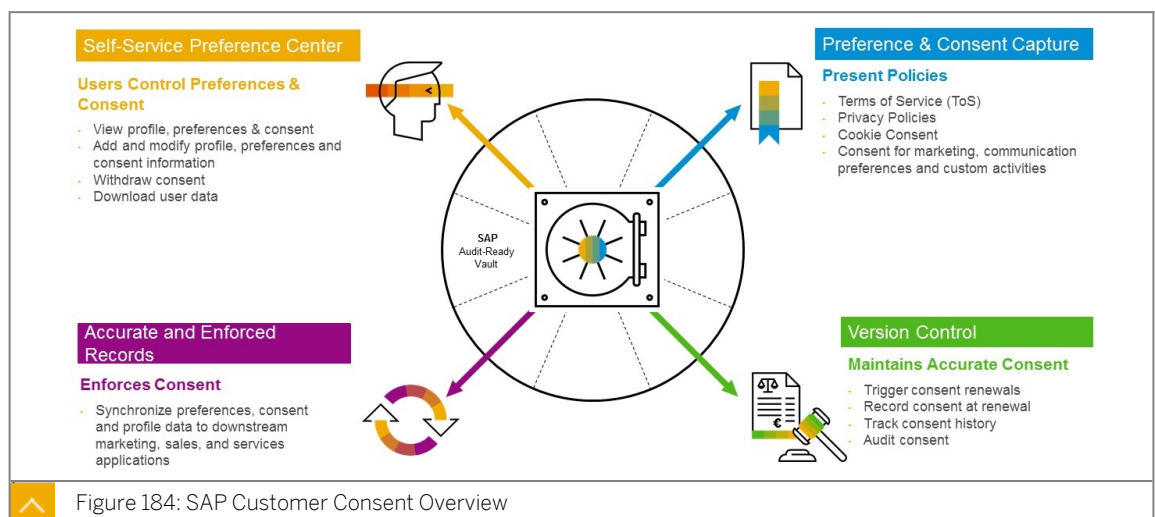 Self-Service Preference Center
Users Control Preferences &
Consent
- View profile, preferences & consent
- Add and modify profile, preferences and
consent information
- Withdraw consent
- Download user data
Preference & Consent Capture
Present Policies
- Terms of Service (ToS)
- Privacy Policies
- Cookie Consent
- Consent for marketing, communication
preferences and custom activities
SAP
Audit-Ready
Vault
Accurate and Enforced
Records
Enforces Consent
- Synchronize preferences, consent
and profile data to downstream
marketing, sales, and services
applications
Version Control
Maintains Accurate Consent
- Trigger consent renewals
- Record consent at renewal
- Track consent history
- Audit consent
€
Figure 184: SAP Customer Consent Overview